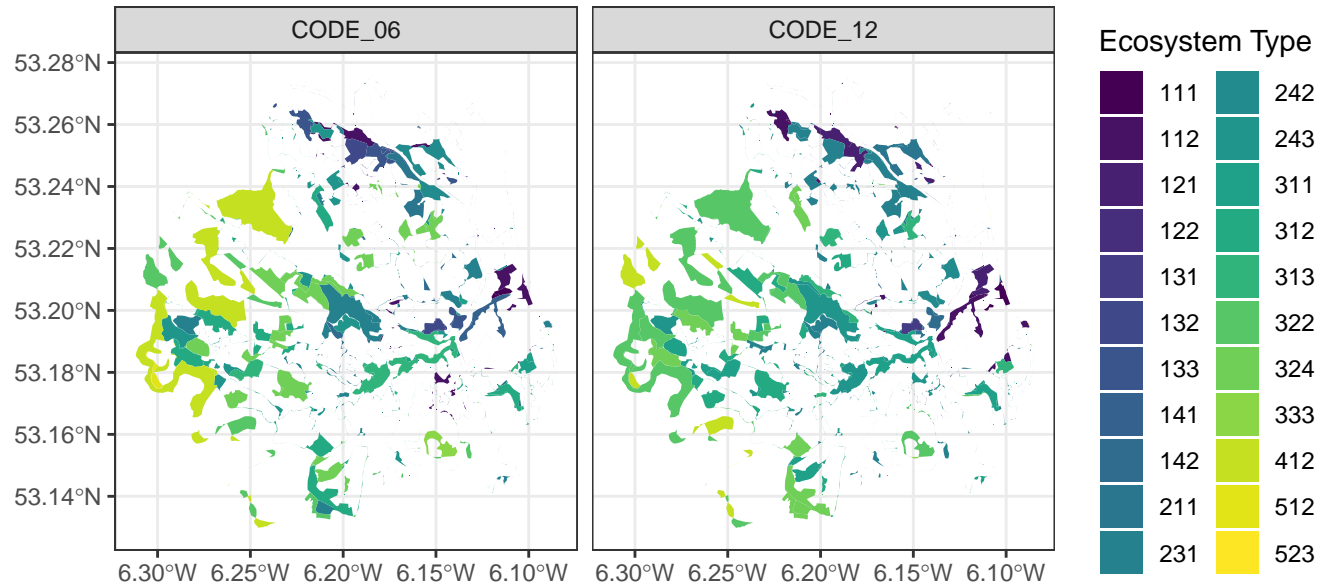 CODE_06 CODE_12
Ecosystem Type
53.28°N
53.26°N
53.24°N
53.22°N
53.20°N
53.18°N
53.16°N
53.14°N
6.30°W 6.25°W 6.20°W 6.15°W 6.10°W 6.30°W 6.25°W 6.20°W 6.15°W 6.10°W
111 242
112 243
121 311
122 312
131 313
132 322
133 324
141 333
142 412
211 512
231 523